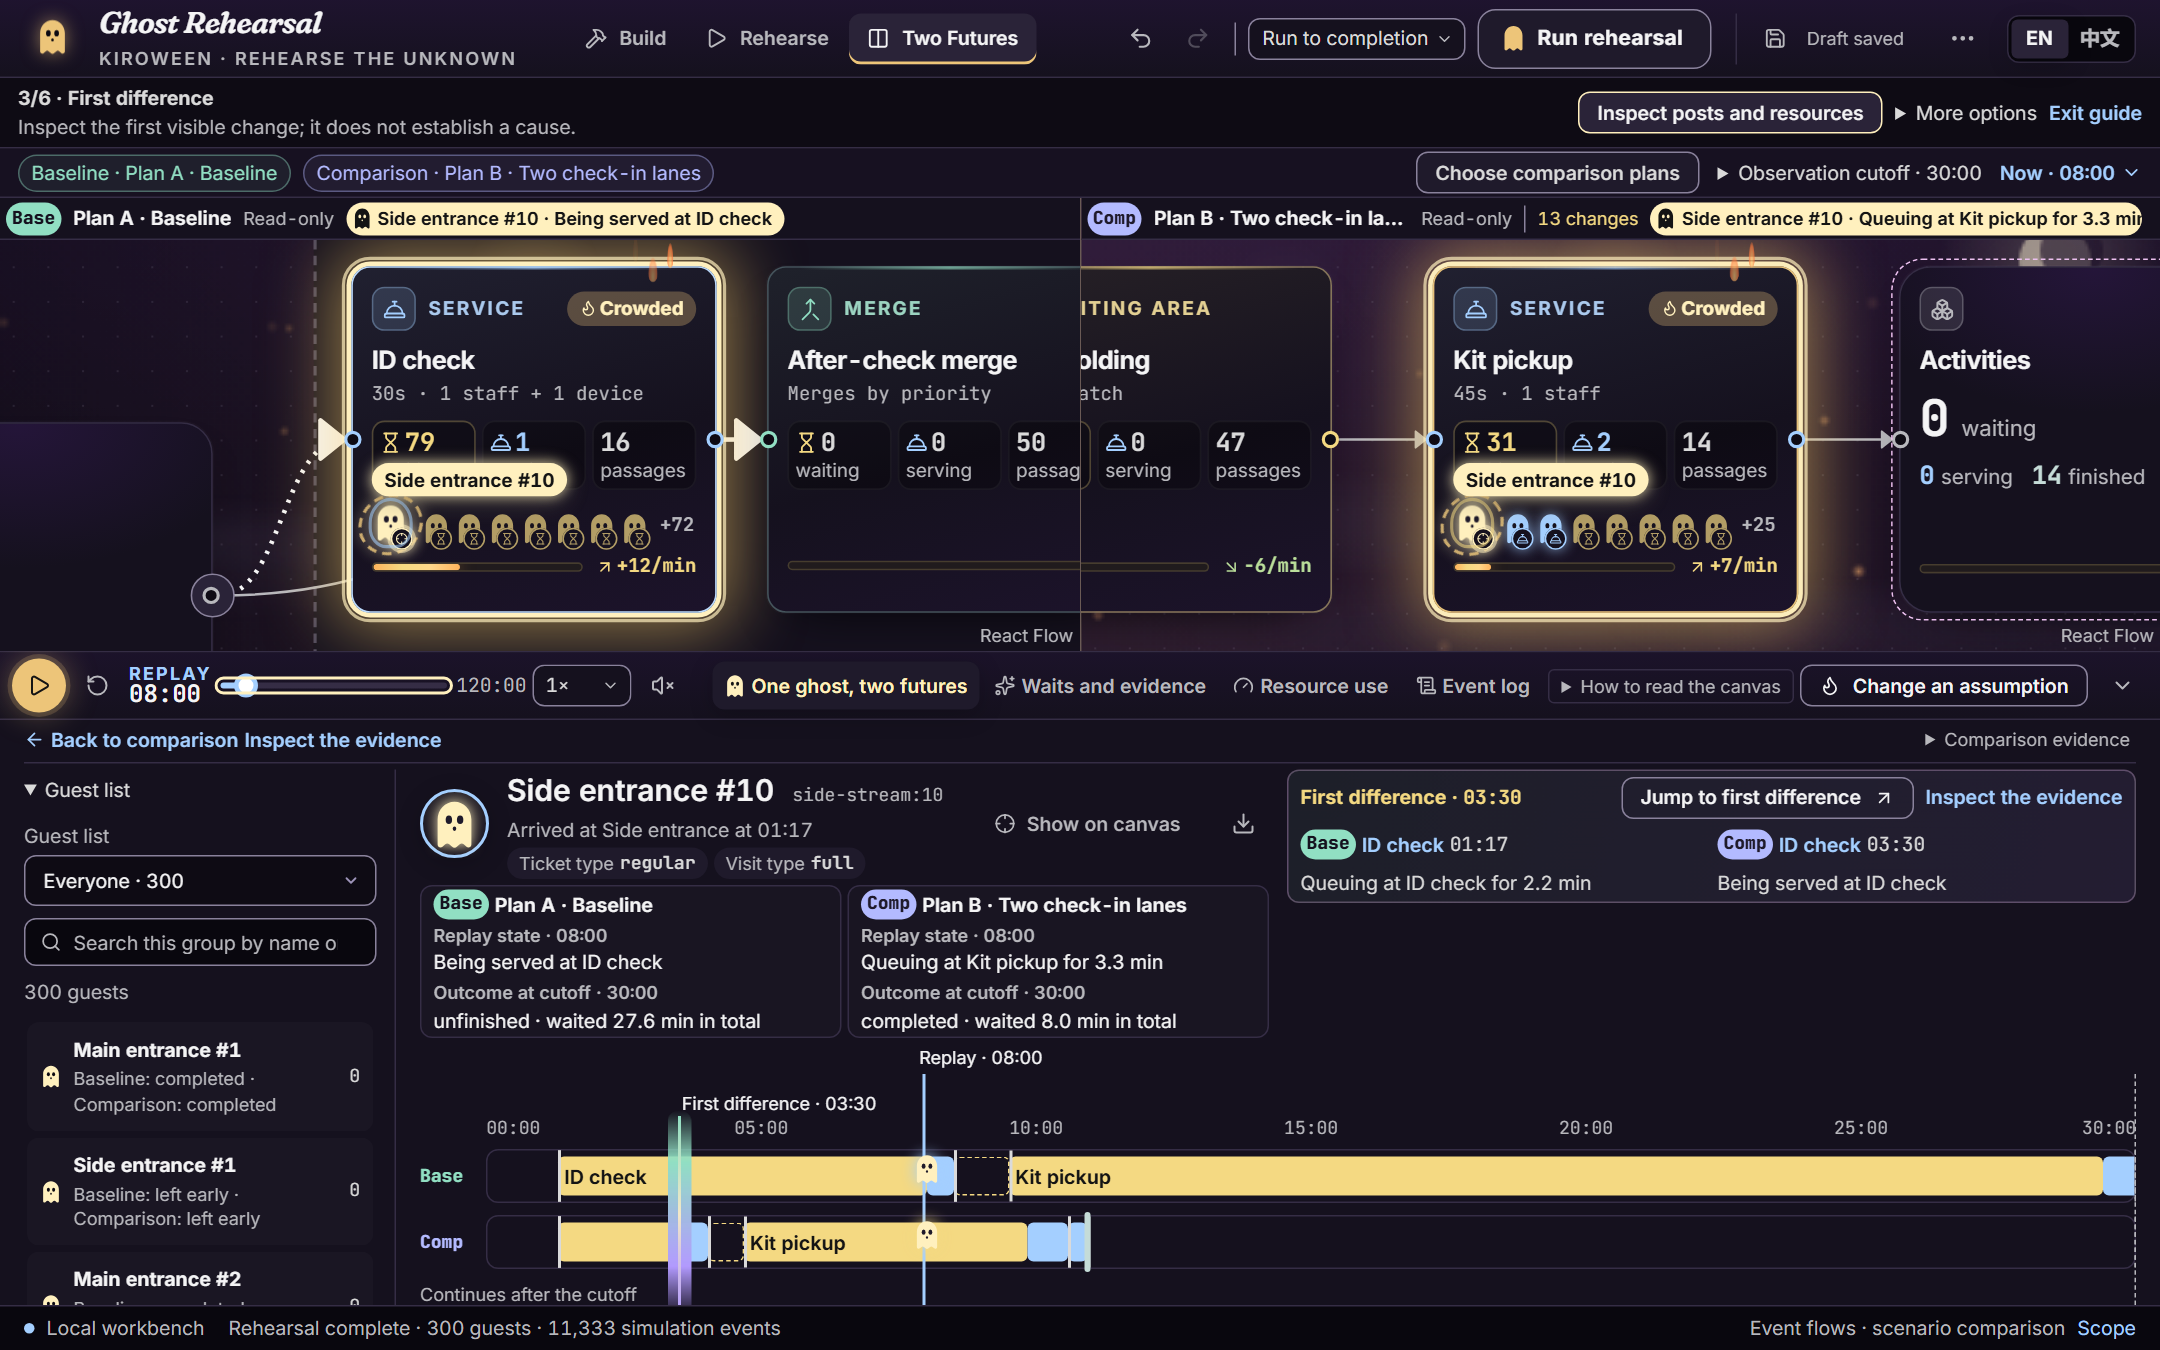 Ghost Rehearsal
KIROWEEN · REHEARSE THE UNKNOWN
Build
Rehearse
Two Futures
Run to completion
Run rehearsal
Draft saved
EN
中文
3/6 · First difference
Inspect the first visible change; it does not establish a cause.
Inspect posts and resources
More options
Exit guide
Baseline · Plan A · Baseline
Comparison · Plan B · Two check-in lanes
Choose comparison plans
Observation cutoff · 30:00
Now · 08:00
Base Plan A · Baseline Read-only
Side entrance #10 · Being served at ID check
Comp Plan B · Two check-in la... Read-only
13 changes
Side entrance #10 · Queuing at Kit pickup for 3.3 min
SERVICE
Crowded
ID check
30s · 1 staff + 1 device
79
1
16
passages
Side entrance #10
+72
+12/min
MERGE
After-check merge
Merges by priority
0
waiting
0
serving
50
passag
React Flow
ITING AREA
olding
atch
0
serving
47
passages
-6/min
SERVICE
Crowded
Kit pickup
45s · 1 staff
31
2
14
passages
Side entrance #10
+25
+7/min
Activities
0 waiting
0 serving 14 finished
React Flow
REPLAY
08:00
120:00
1×
One ghost, two futures
Waits and evidence
Resource use
Event log
How to read the canvas
Change an assumption
Back to comparison Inspect the evidence
Comparison evidence
Guest list
Guest list
Everyone · 300
Search this group by name o
300 guests
Main entrance #1
Baseline: completed ·
Comparison: completed
0
Side entrance #1
Baseline: left early ·
Comparison: left early
0
Main entrance #2
Side entrance #10 side-stream:10
Arrived at Side entrance at 01:17
Ticket type regular
Visit type full
Show on canvas
First difference · 03:30
Jump to first difference
Inspect the evidence
Base ID check 01:17
Queuing at ID check for 2.2 min
Comp ID check 03:30
Being served at ID check
Base Plan A · Baseline
Replay state · 08:00
Being served at ID check
Outcome at cutoff · 30:00
unfinished · waited 27.6 min in total
Comp Plan B · Two check-in lanes
Replay state · 08:00
Queuing at Kit pickup for 3.3 min
Outcome at cutoff · 30:00
completed · waited 8.0 min in total
Replay · 08:00
First difference · 03:30
00:00 05:00 10:00 15:00 20:00 25:00 30:00
Base
ID check
Kit pickup
Comp
Kit pickup
Continues after the cutoff
Local workbench
Rehearsal complete · 300 guests · 11,333 simulation events
Event flows · scenario comparison
Scope